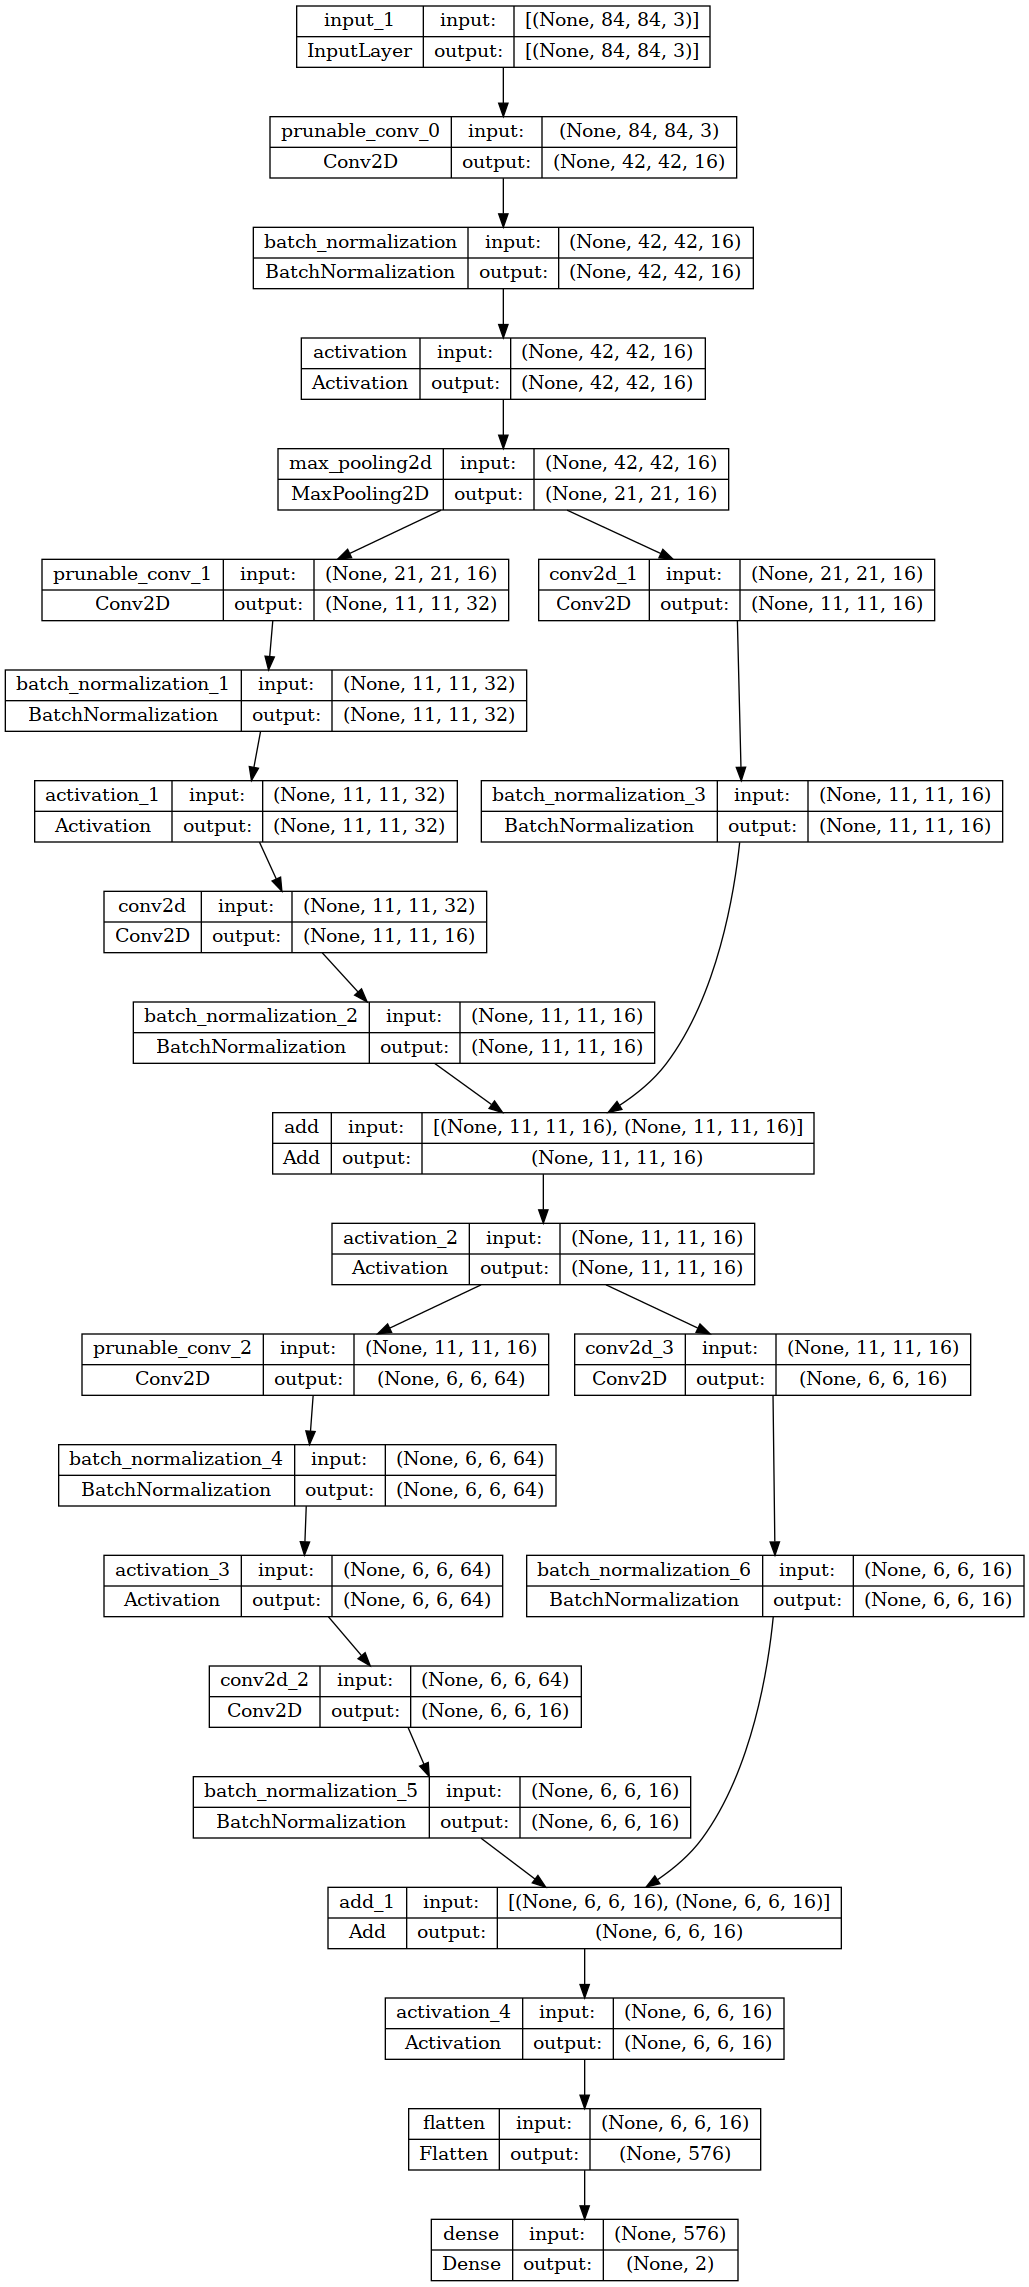 input_1 input: [(None, 84, 84, 3)]
InputLayer output: [(None, 84, 84, 3)]
prunable_conv_0 input: (None, 84, 84, 3)
Conv2D output: (None, 42, 42, 16)
batch_normalization input: (None, 42, 42, 16)
BatchNormalization output: (None, 42, 42, 16)
activation input: (None, 42, 42, 16)
Activation output: (None, 42, 42, 16)
max_pooling2d input: (None, 42, 42, 16)
MaxPooling2D output: (None, 21, 21, 16)
prunable_conv_1 input: (None, 21, 21, 16)
Conv2D output: (None, 11, 11, 32)
conv2d_1 input: (None, 21, 21, 16)
Conv2D output: (None, 11, 11, 16)
batch_normalization_1 input: (None, 11, 11, 32)
BatchNormalization output: (None, 11, 11, 32)
activation_1 input: (None, 11, 11, 32)
Activation output: (None, 11, 11, 32)
batch_normalization_3 input: (None, 11, 11, 16)
BatchNormalization output: (None, 11, 11, 16)
conv2d input: (None, 11, 11, 32)
Conv2D output: (None, 11, 11, 16)
batch_normalization_2 input: (None, 11, 11, 16)
BatchNormalization output: (None, 11, 11, 16)
add input: [(None, 11, 11, 16), (None, 11, 11, 16)]
Add output: (None, 11, 11, 16)
activation_2 input: (None, 11, 11, 16)
Activation output: (None, 11, 11, 16)
prunable_conv_2 input: (None, 11, 11, 16)
Conv2D output: (None, 6, 6, 64)
conv2d_3 input: (None, 11, 11, 16)
Conv2D output: (None, 6, 6, 16)
batch_normalization_4 input: (None, 6, 6, 64)
BatchNormalization output: (None, 6, 6, 64)
activation_3 input: (None, 6, 6, 64)
Activation output: (None, 6, 6, 64)
batch_normalization_6 input: (None, 6, 6, 16)
BatchNormalization output: (None, 6, 6, 16)
conv2d_2 input: (None, 6, 6, 64)
Conv2D output: (None, 6, 6, 16)
batch_normalization_5 input: (None, 6, 6, 16)
BatchNormalization output: (None, 6, 6, 16)
add_1 input: [(None, 6, 6, 16), (None, 6, 6, 16)]
Add output: (None, 6, 6, 16)
activation_4 input: (None, 6, 6, 16)
Activation output: (None, 6, 6, 16)
flatten input: (None, 6, 6, 16)
Flatten output: (None, 576)
dense input: (None, 576)
Dense output: (None, 2)